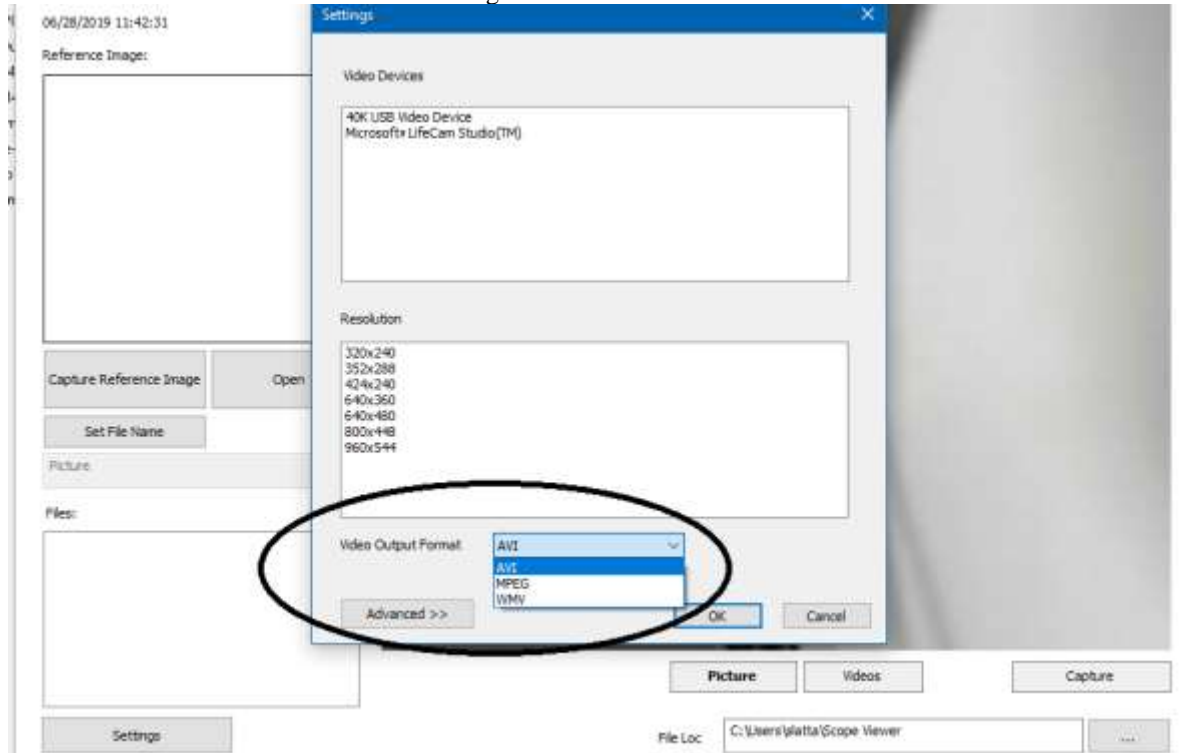 06/28/2019 11:42:31
Reference Image:
Capture Reference Image
Open
Set File Name
Picture
Files:
Settings
Settings
Video Devices
40K USB Video Device
Microsoft® LifeCam Studio(TM)
Resolution
320x240
352x288
424x240
640x360
640x480
800x448
960x544
Video Output Format
AVI
AVI
MPEG
WMV
Advanced >>
OK
Cancel
Picture
Videos
Capture
File Loc
C:\Users\slatta\Scope Viewer
...